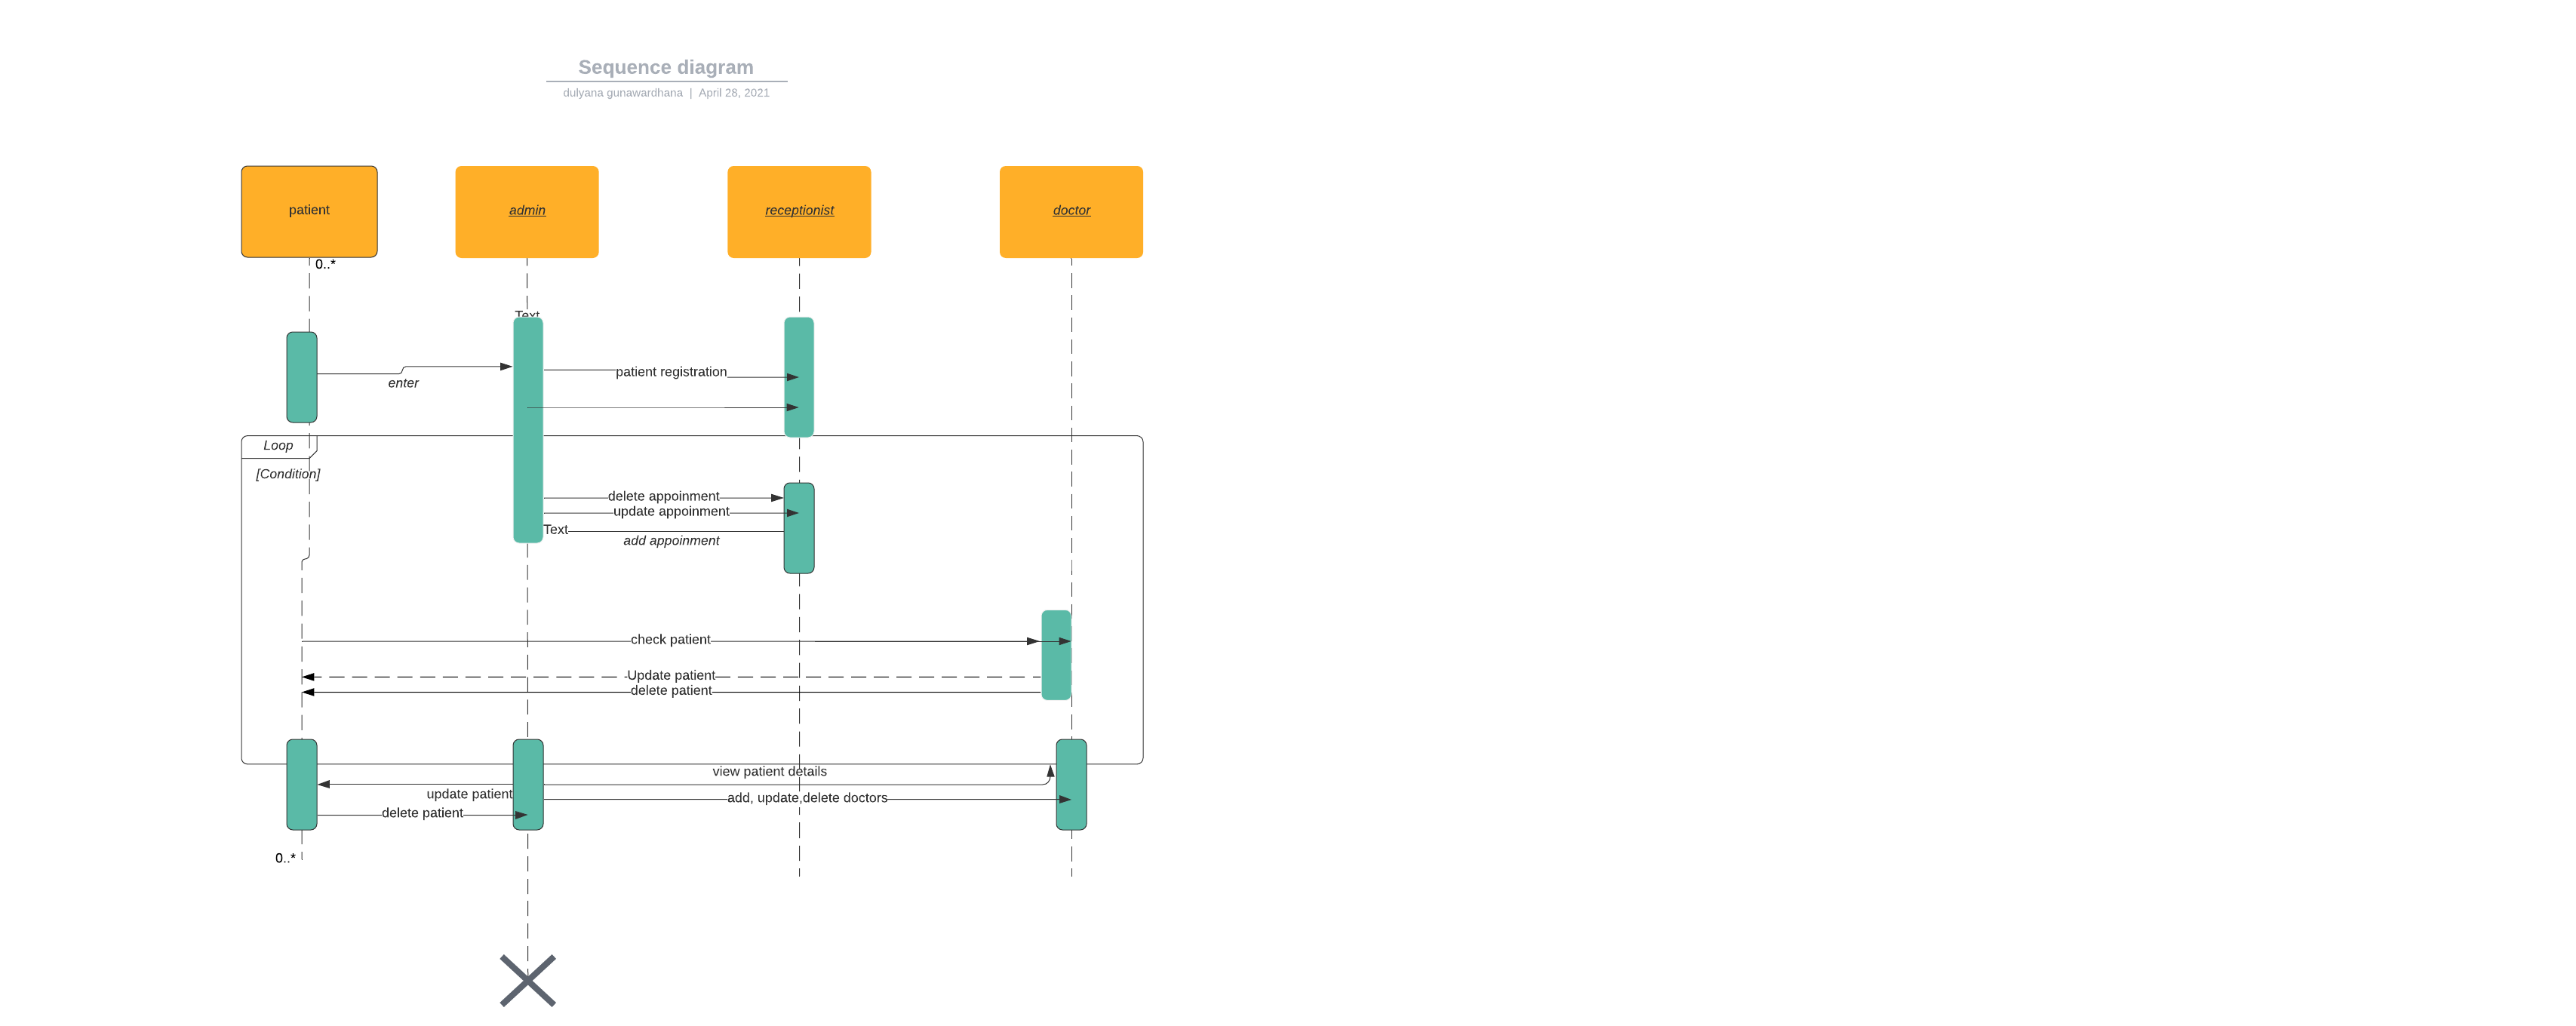 Sequence diagram
dulyana gunawardhana | April 28, 2021
patient
admin
receptionist
doctor
0..*
Text
enter
patient registration
Loop
[Condition]
delete appoinment
update appoinment
Text
add appoinment
check patient
Update patient
delete patient
view patient details
update patient
add, update,delete doctors
delete patient
0..*